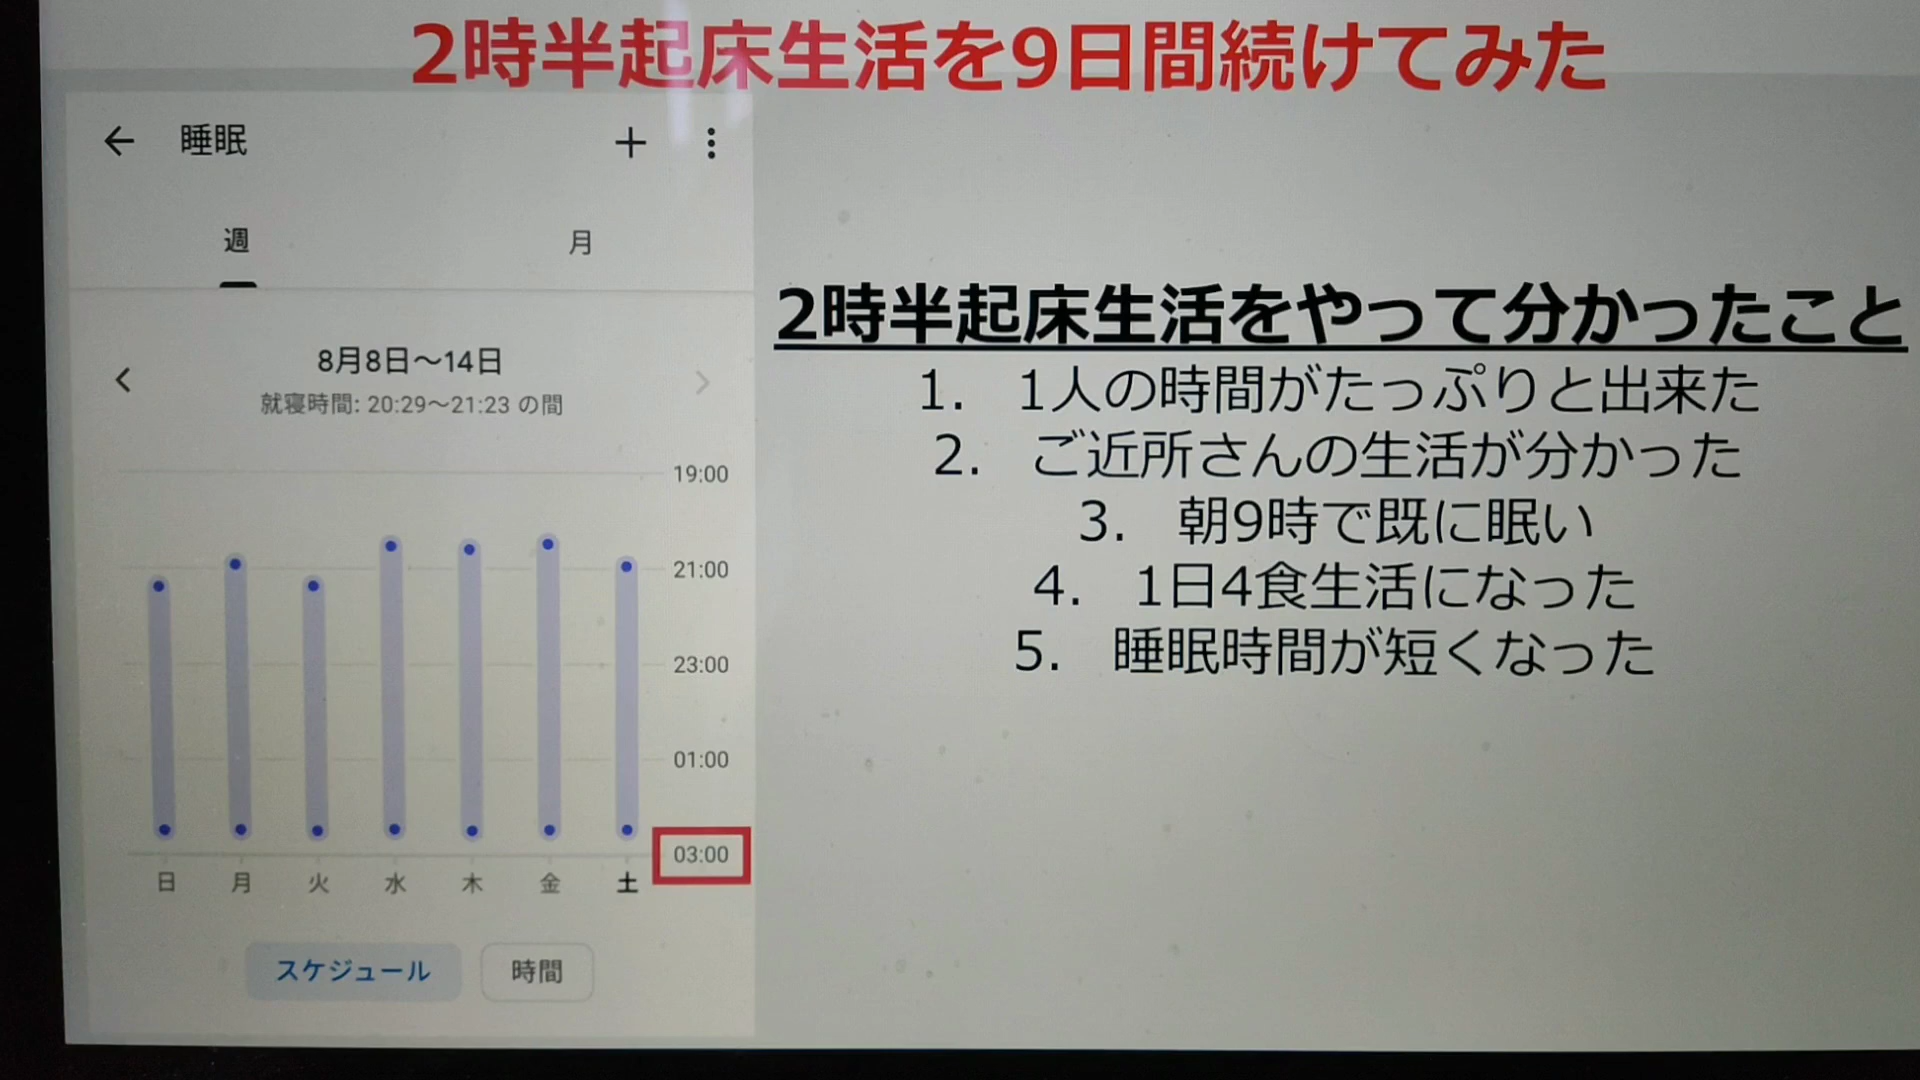 2時半起床生活を9日間続けてみた
← 睡眠 + ⋮
週 月
8月8日～14日
就寝時間: 20:29～21:23 の間
19:00
21:00
23:00
01:00
03:00
日 月 火 水 木 金 土
スケジュール 時間
2時半起床生活をやって分かったこと
1. 1人の時間がたっぷりと出来た
2. ご近所さんの生活が分かった
3. 朝9時で既に眠い
4. 1日4食生活になった
5. 睡眠時間が短くなった